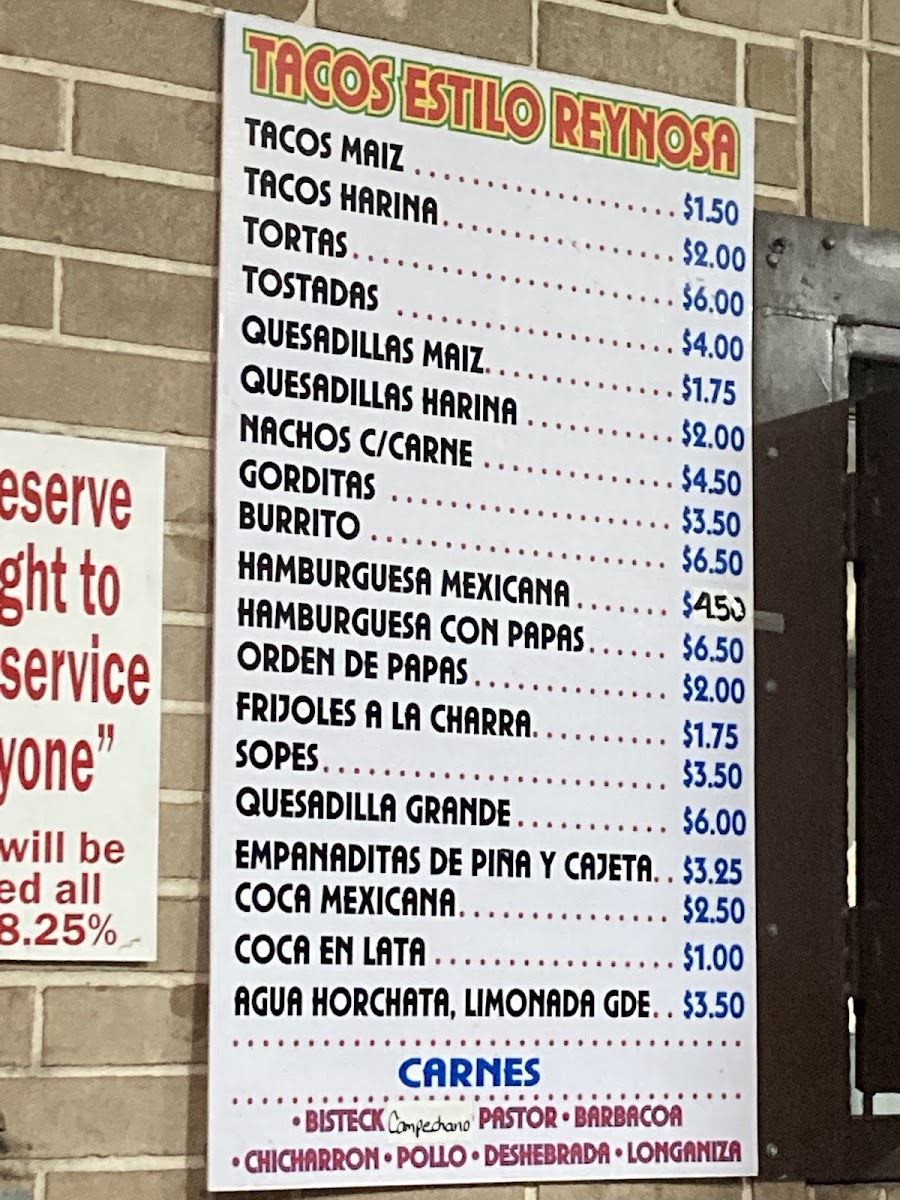 TACOS ESTILO REYNOSA
TACOS MAIZ $1.50
TACOS HARINA $2.00
TORTAS $6.00
TOSTADAS $4.00
QUESADILLAS MAIZ $1.75
QUESADILLAS HARINA $2.00
NACHOS C/CARNE $4.50
GORDITAS $3.50
BURRITO $6.50
HAMBURGUESA MEXICANA $4.50
HAMBURGUESA CON PAPAS $6.50
ORDEN DE PAPAS $2.00
FRIJOLES A LA CHARRA $1.75
SOPES $3.50
QUESADILLA GRANDE $6.00
EMPANADITAS DE PIÑA Y CAJETA $3.25
COCA MEXICANA $2.50
COCA EN LATA $1.00
AGUA HORCHATA, LIMONADA GDE $3.50
CARNES
• BISTECK Campechano PASTOR • BARBACOA
• CHICHARRON • POLLO • DESHEBRADA • LONGANIZA
eserve
ght to
service
yone”
will be
ed all
8.25%